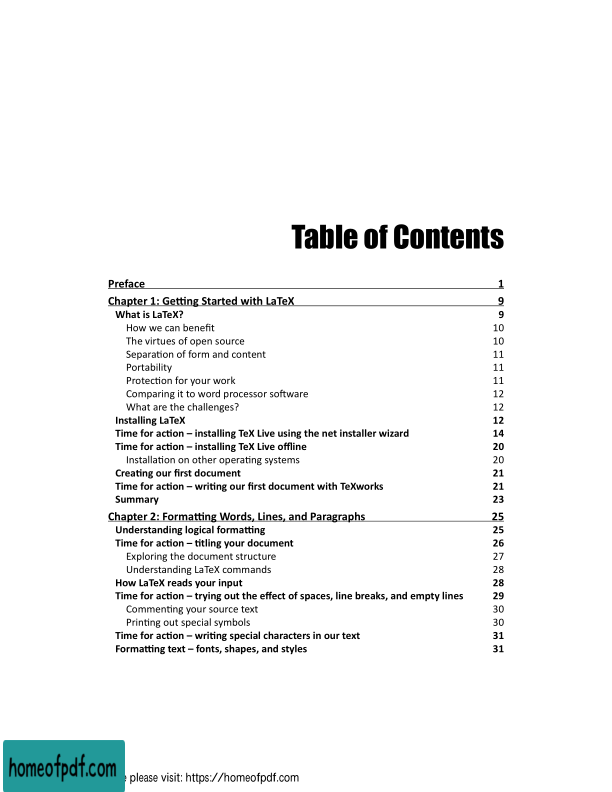 Table of Contents
Preface 1
Chapter 1: Getting Started with LaTeX 9
What is LaTeX? 9
How we can benefit 10
The virtues of open source 10
Separation of form and content 11
Portability 11
Protection for your work 11
Comparing it to word processor software 12
What are the challenges? 12
Installing LaTeX 12
Time for action – installing TeX Live using the net installer wizard 14
Time for action – installing TeX Live offline 20
Installation on other operating systems 20
Creating our first document 21
Time for action – writing our first document with TeXworks 21
Summary 23
Chapter 2: Formatting Words, Lines, and Paragraphs 25
Understanding logical formatting 25
Time for action – titling your document 26
Exploring the document structure 27
Understanding LaTeX commands 28
How LaTeX reads your input 28
Time for action – trying out the effect of spaces, line breaks, and empty lines 29
Commenting your source text 30
Printing out special symbols 30
Time for action – writing special characters in our text 31
Formatting text – fonts, shapes, and styles 31
homeofpdf.com
please visit: https://homeofpdf.com